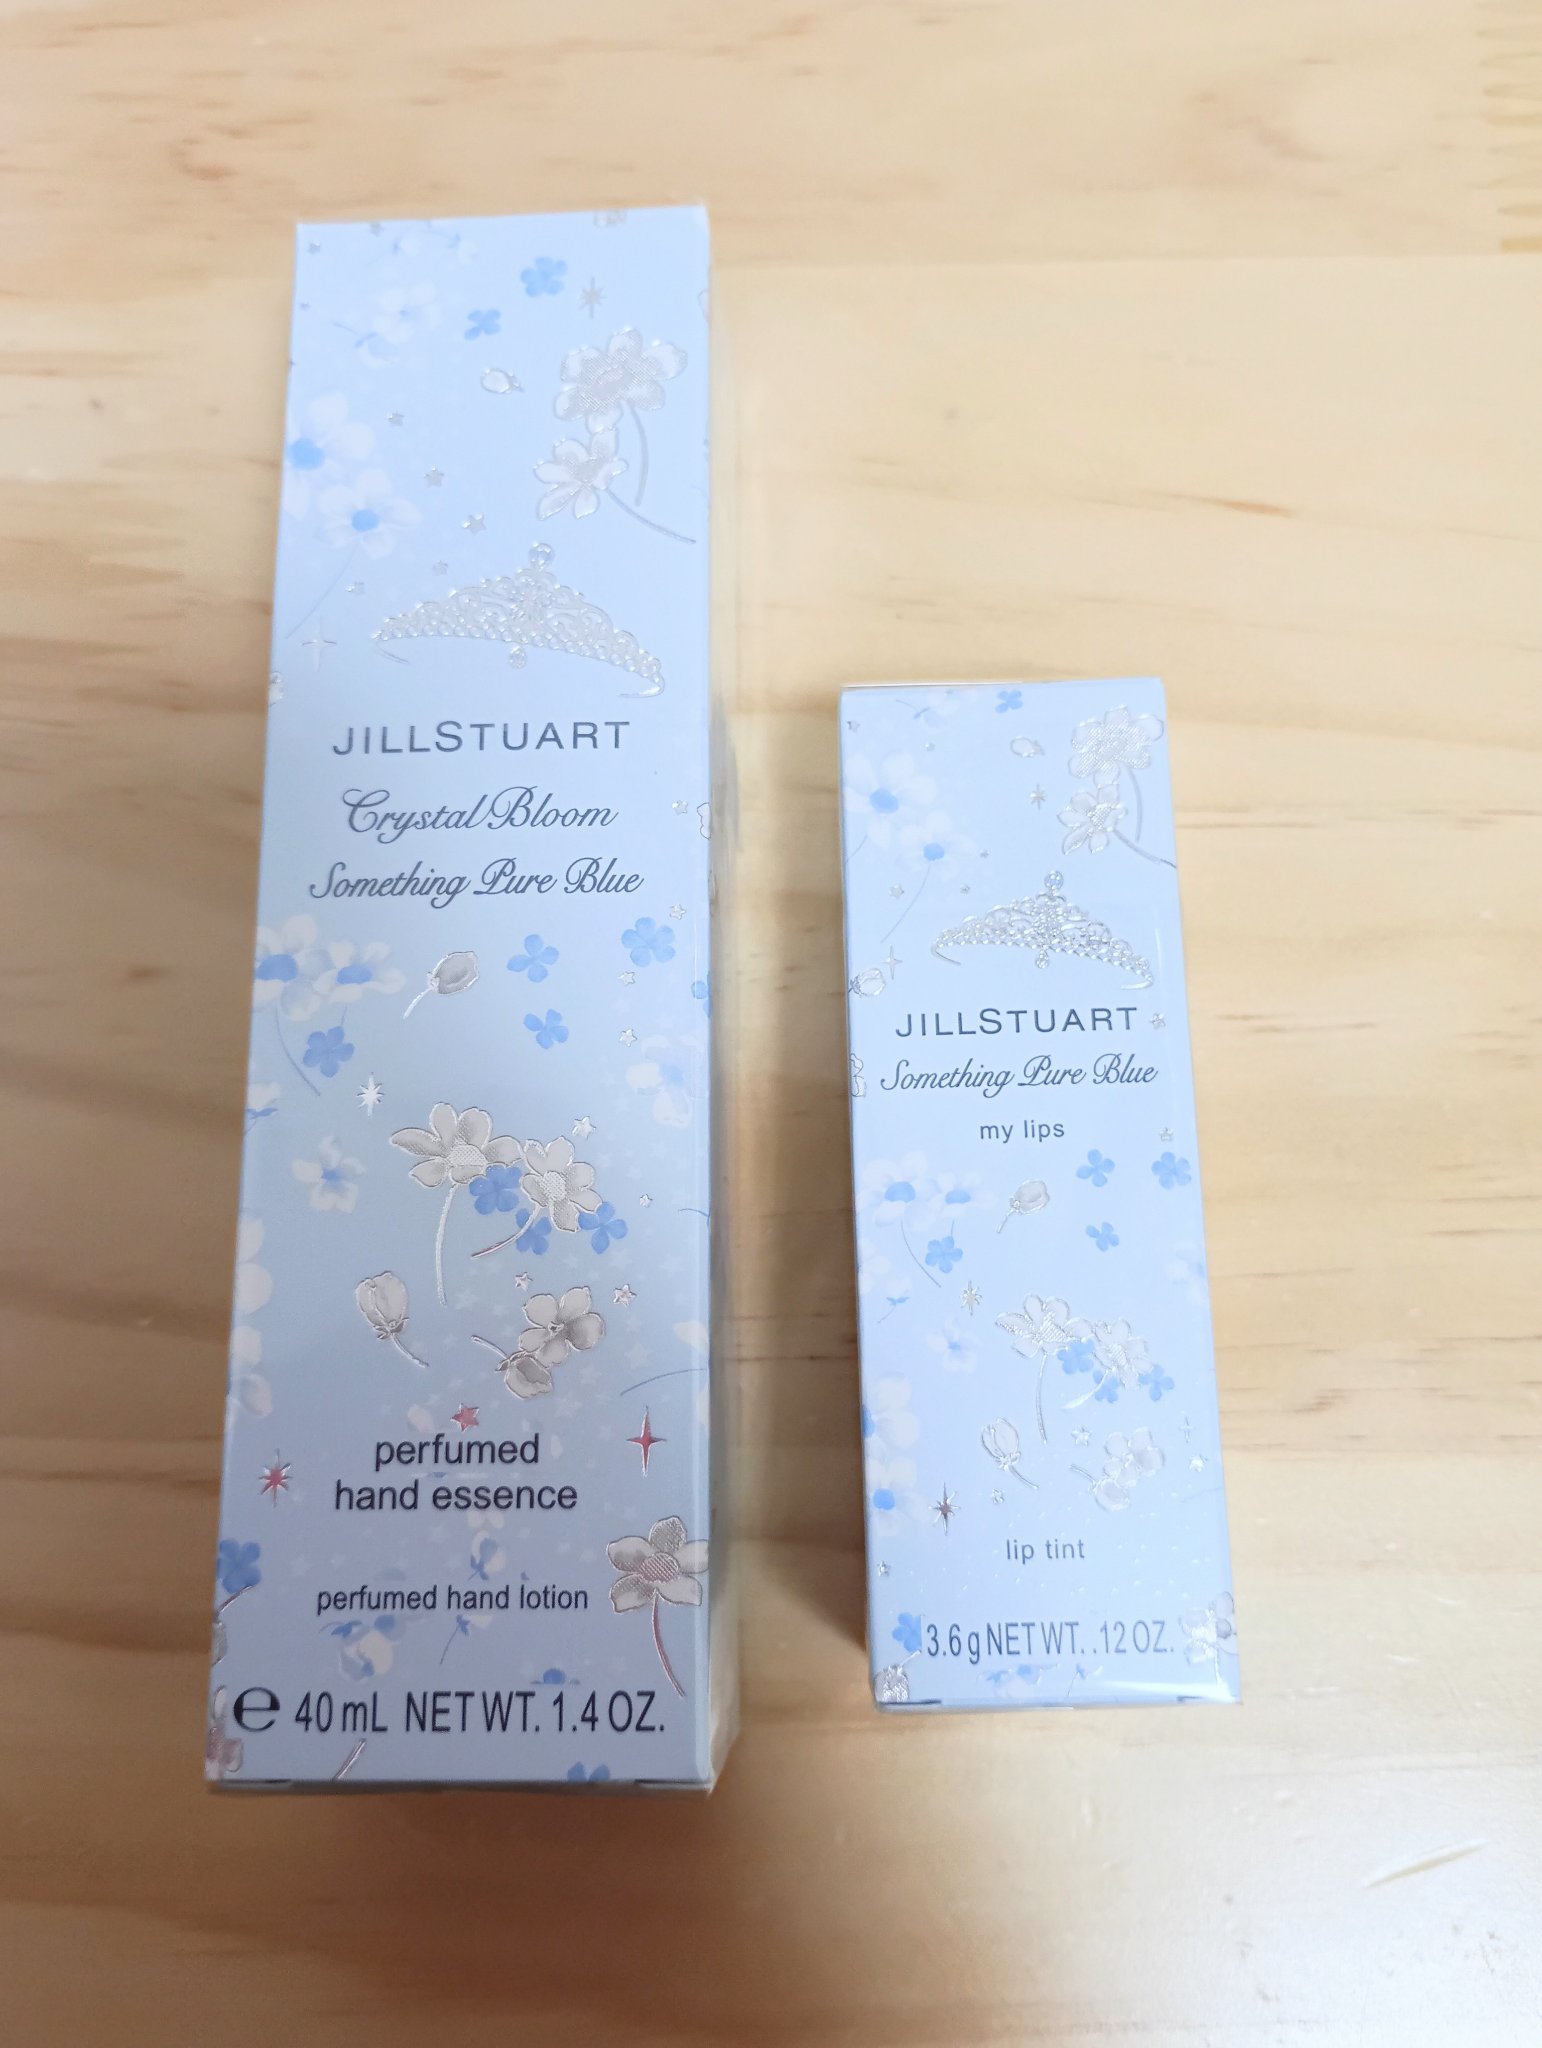 JILLSTUART
Crystal Bloom
Something Pure Blue
perfumed
hand essence
perfumed hand lotion
e 40 mL NET WT. 1.4 OZ.
JILLSTUART
Something Pure Blue
my lips
lip tint
3.6 g NET WT. .12 OZ.